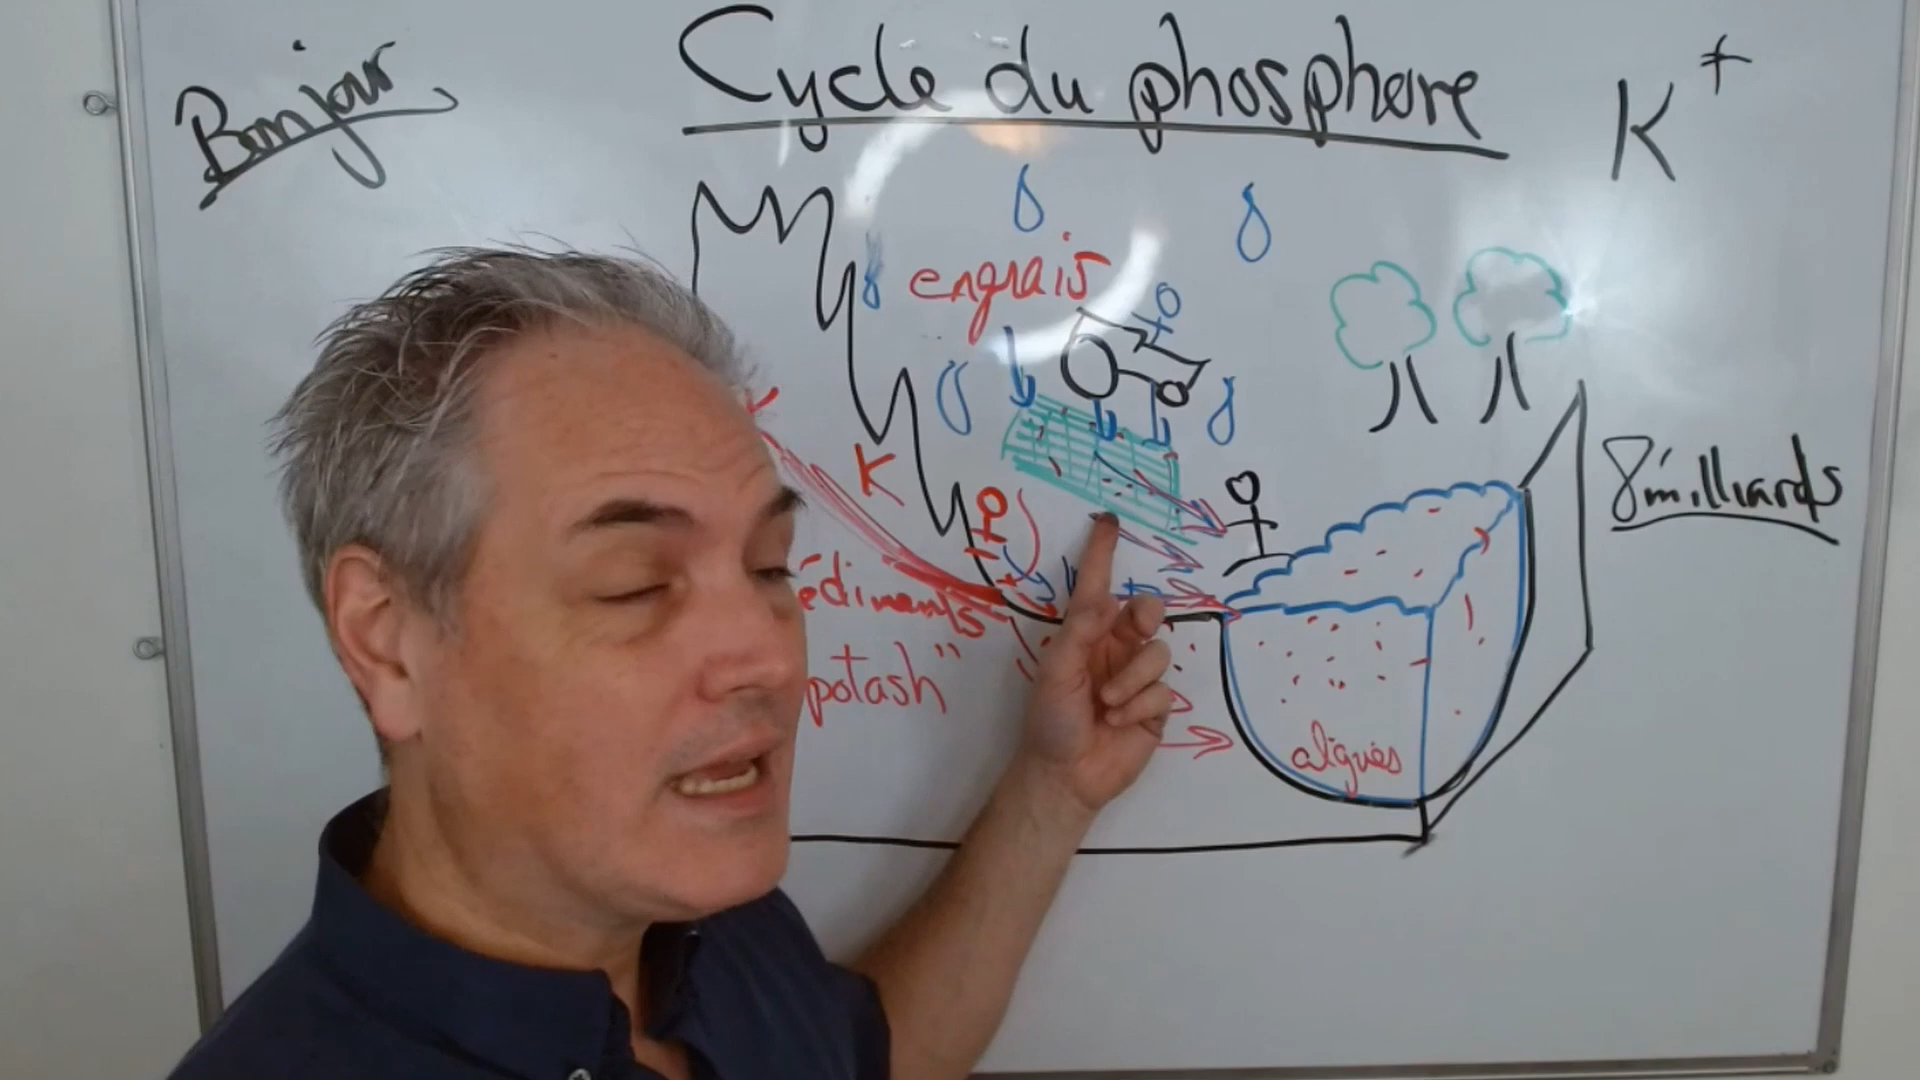 Bonjour
Cycle du phosphore
K+
engrais
K
P
8 milliards
édiments
potash"
algues